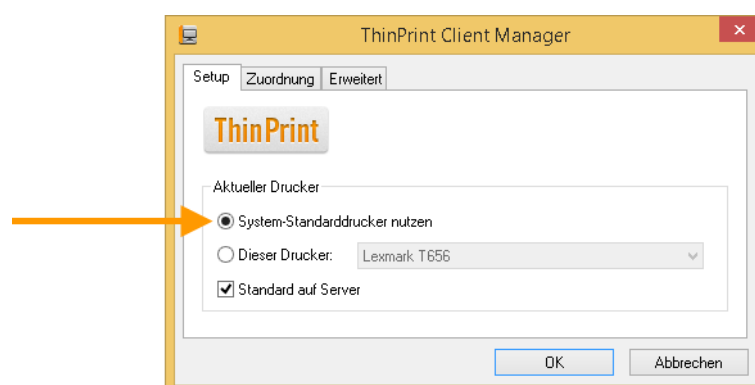 ThinPrint Client Manager
Setup Zuordnung Erweitert
ThinPrint
Aktueller Drucker
System-Standarddrucker nutzen
Dieser Drucker: Lexmark T656
Standard auf Server
OK Abbrechen